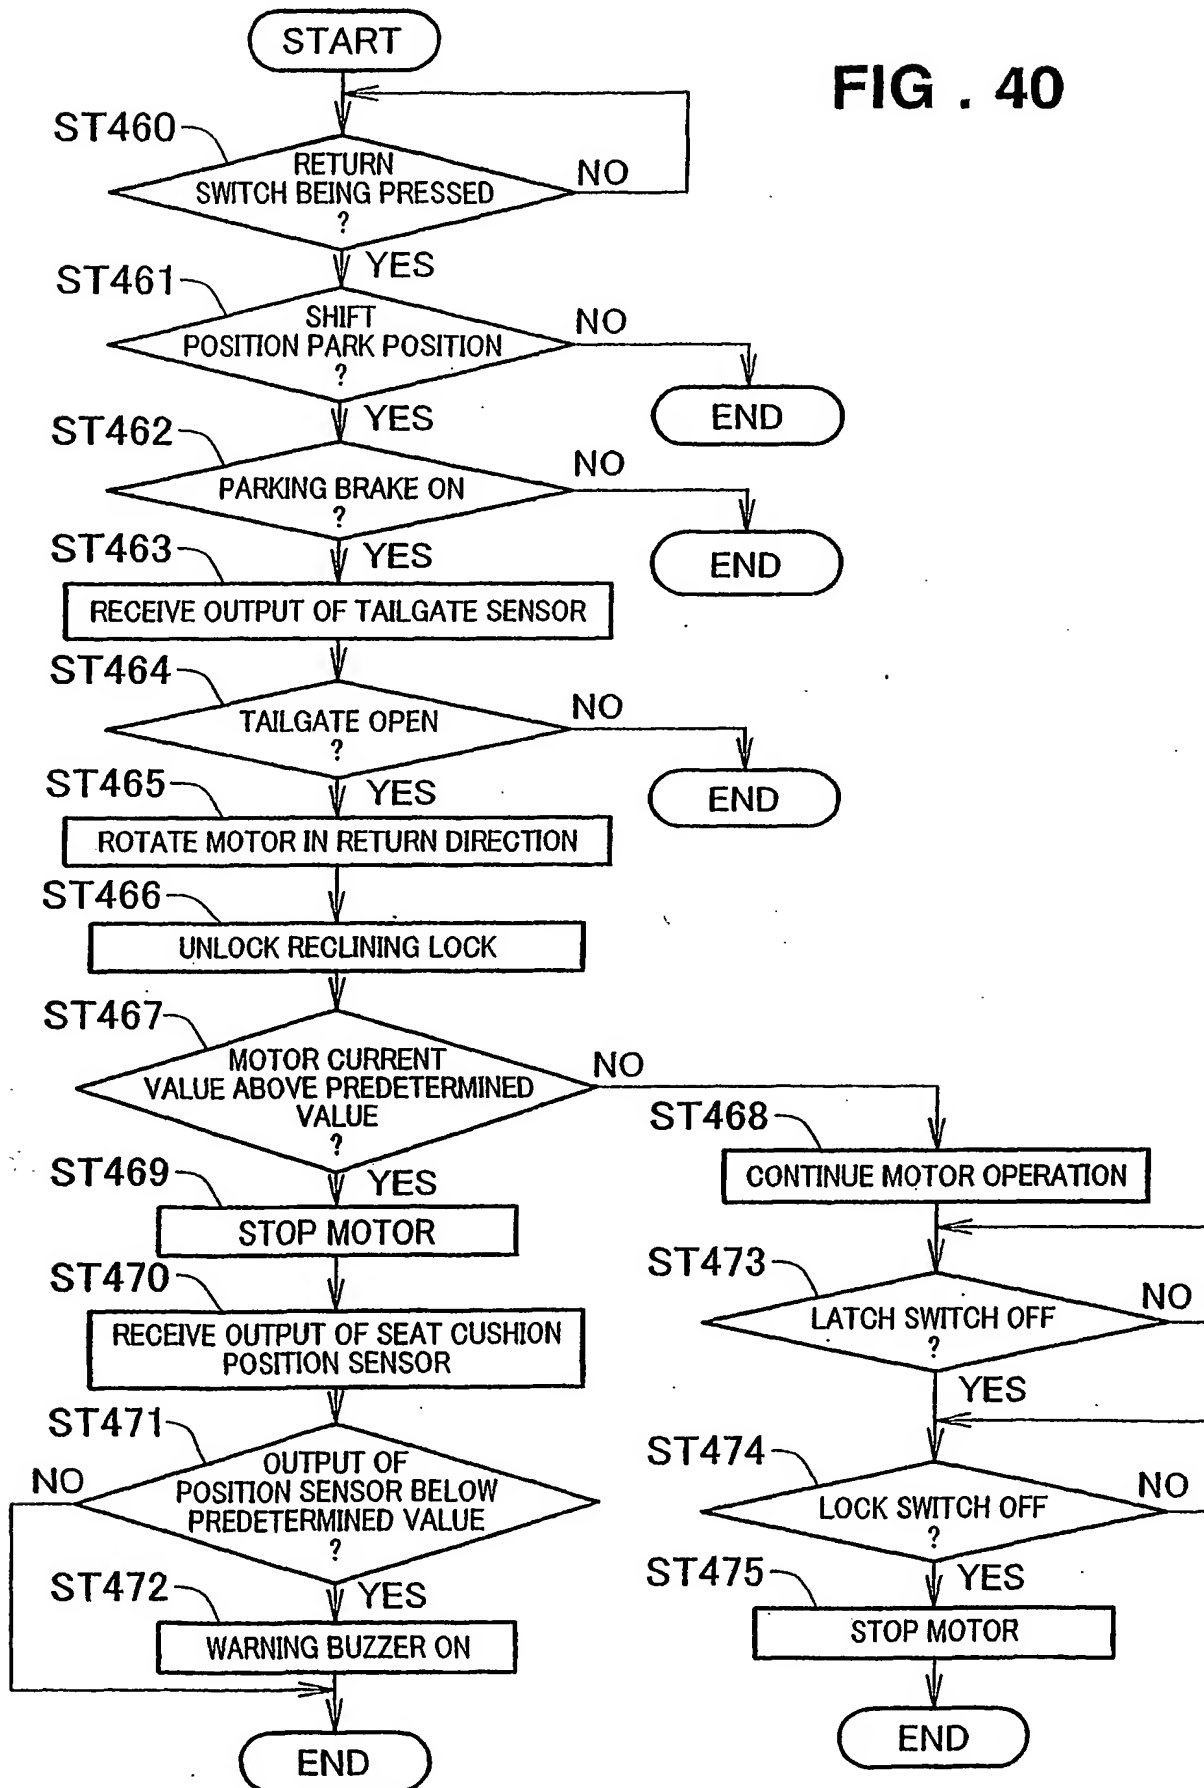 START
FIG . 40
ST460
RETURN
SWITCH BEING PRESSED
?
NO
YES
ST461
SHIFT
POSITION PARK POSITION
?
NO
END
YES
ST462
PARKING BRAKE ON
?
NO
END
YES
ST463
RECEIVE OUTPUT OF TAILGATE SENSOR
ST464
TAILGATE OPEN
?
NO
END
YES
ST465
ROTATE MOTOR IN RETURN DIRECTION
ST466
UNLOCK RECLINING LOCK
ST467
MOTOR CURRENT
VALUE ABOVE PREDETERMINED
VALUE
?
NO
YES
ST469
STOP MOTOR
ST470
RECEIVE OUTPUT OF SEAT CUSHION
POSITION SENSOR
ST471
OUTPUT OF
POSITION SENSOR BELOW
PREDETERMINED VALUE
?
NO
YES
ST472
WARNING BUZZER ON
END
ST468
CONTINUE MOTOR OPERATION
ST473
LATCH SWITCH OFF
?
NO
YES
ST474
LOCK SWITCH OFF
?
NO
YES
ST475
STOP MOTOR
END